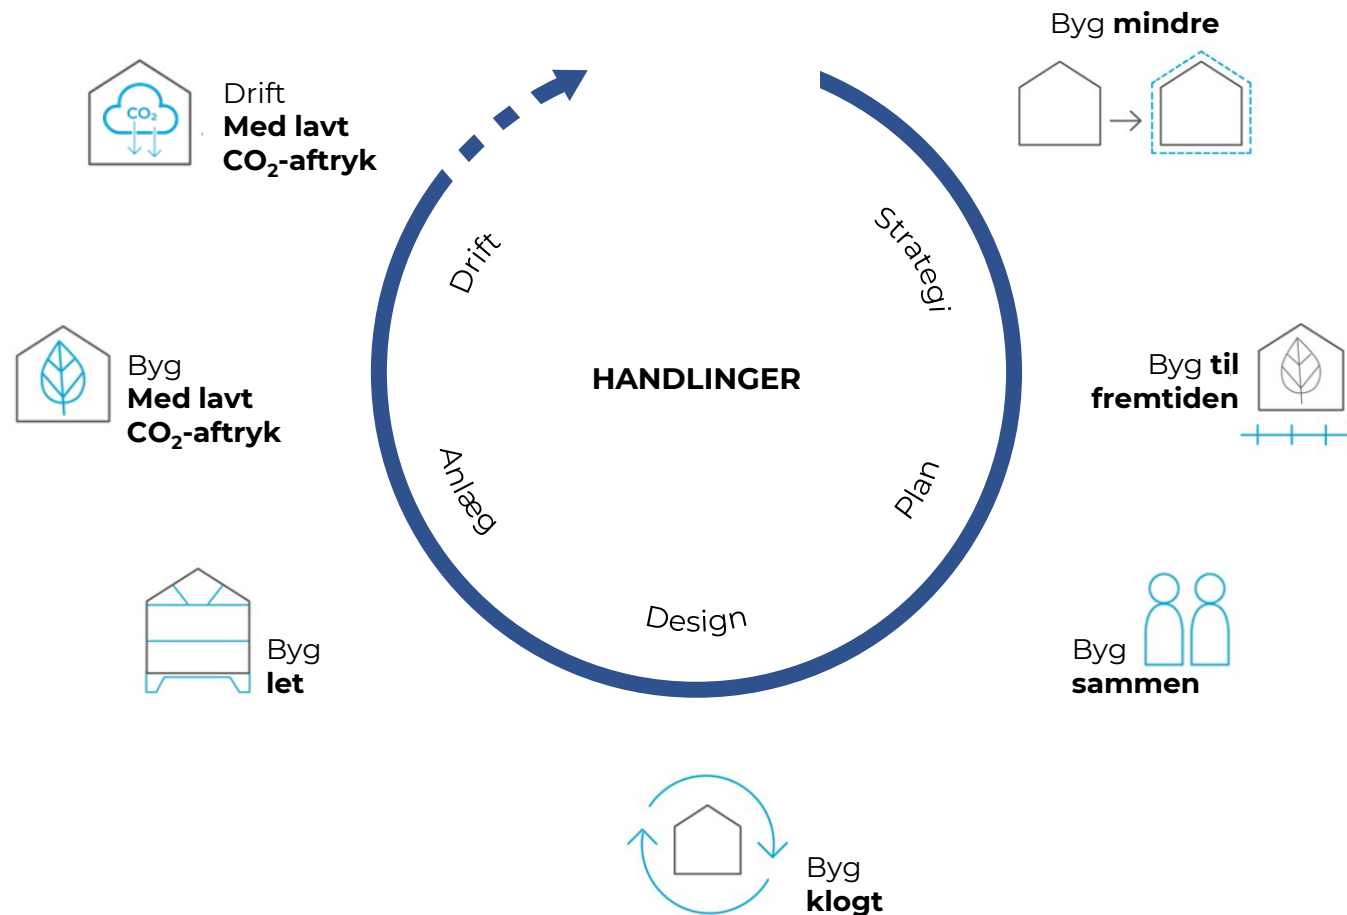 Byg mindre
Drift
Med lavt
CO₂-aftryk
CO₂
Strategi
Drift
HANDLINGER
Byg til
fremtiden
Byg
Med lavt
CO₂-aftryk
Anlæg
Plan
Design
Byg
let
Byg
sammen
Byg
klogt